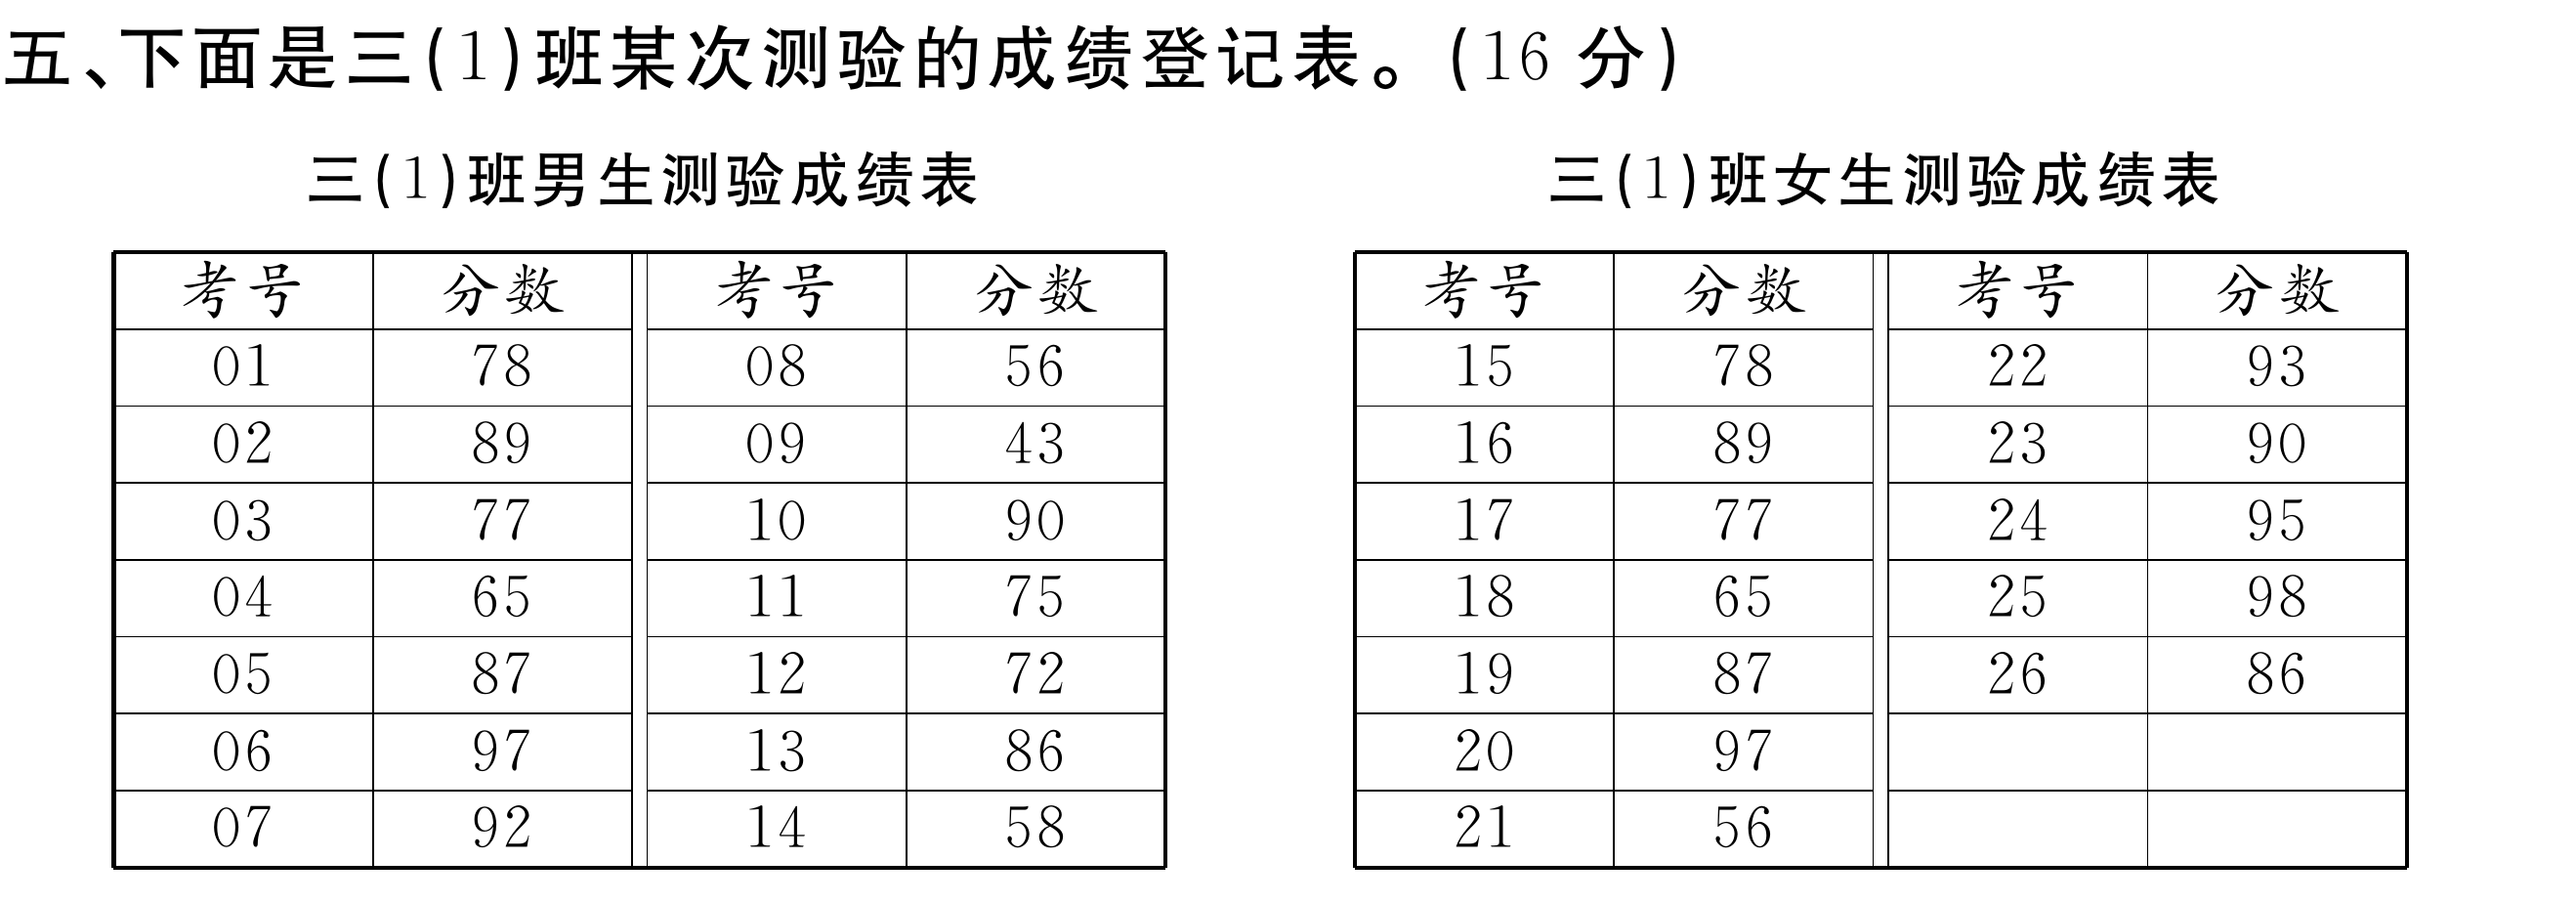 五、下面是三(1)班某次测验的成绩登记表。(16 分)
三(1)班男生测验成绩表
考号 分数 考号 分数
01 78 08 56
02 89 09 43
03 77 10 90
04 65 11 75
05 87 12 72
06 97 13 86
07 92 14 58
三(1)班女生测验成绩表
考号 分数 考号 分数
15 78 22 93
16 89 23 90
17 77 24 95
18 65 25 98
19 87 26 86
20 97
21 56